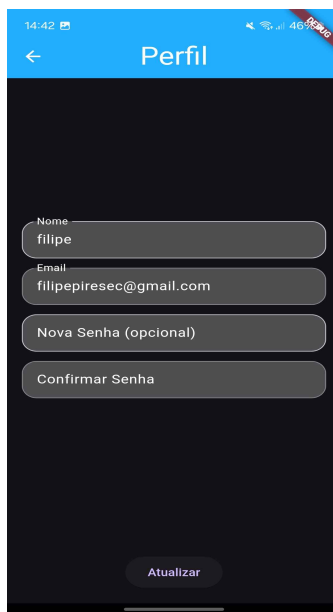 14:42 46%
DEBUG
Perfil
Nome
filipe
Email
filipepiresec@gmail.com
Nova Senha (opcional)
Confirmar Senha
Atualizar